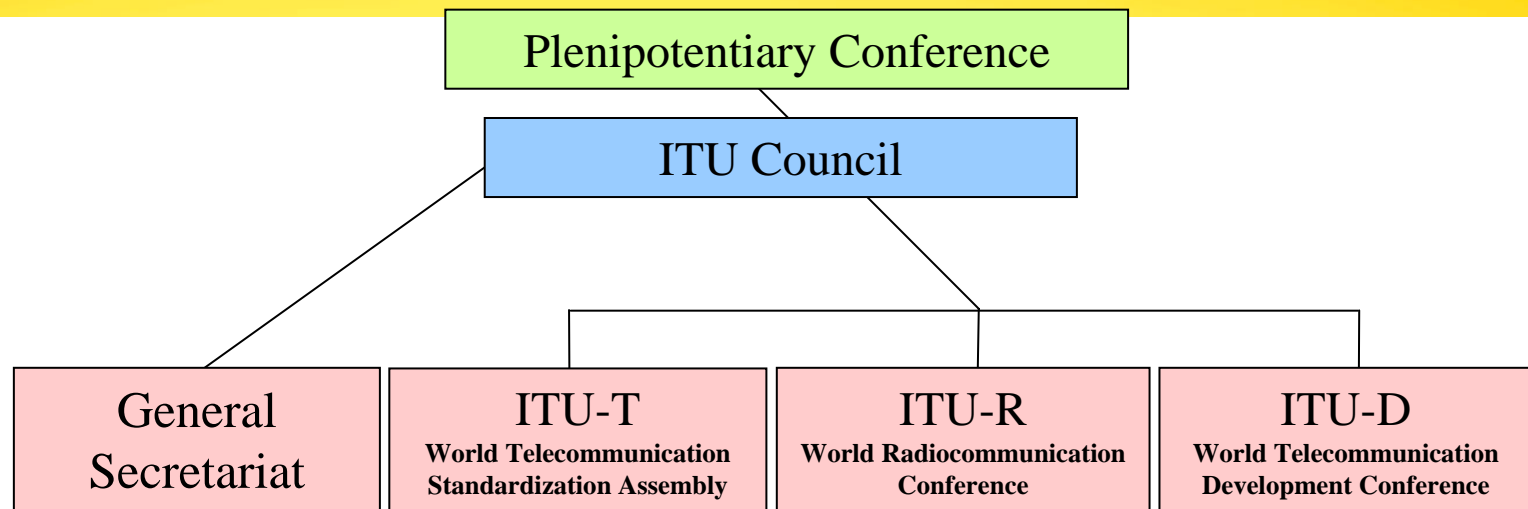 Plenipotentiary Conference
ITU Council
General
Secretariat
ITU-T
World Telecommunication
Standardization Assembly
ITU-R
World Radiocommunication
Conference
ITU-D
World Telecommunication
Development Conference